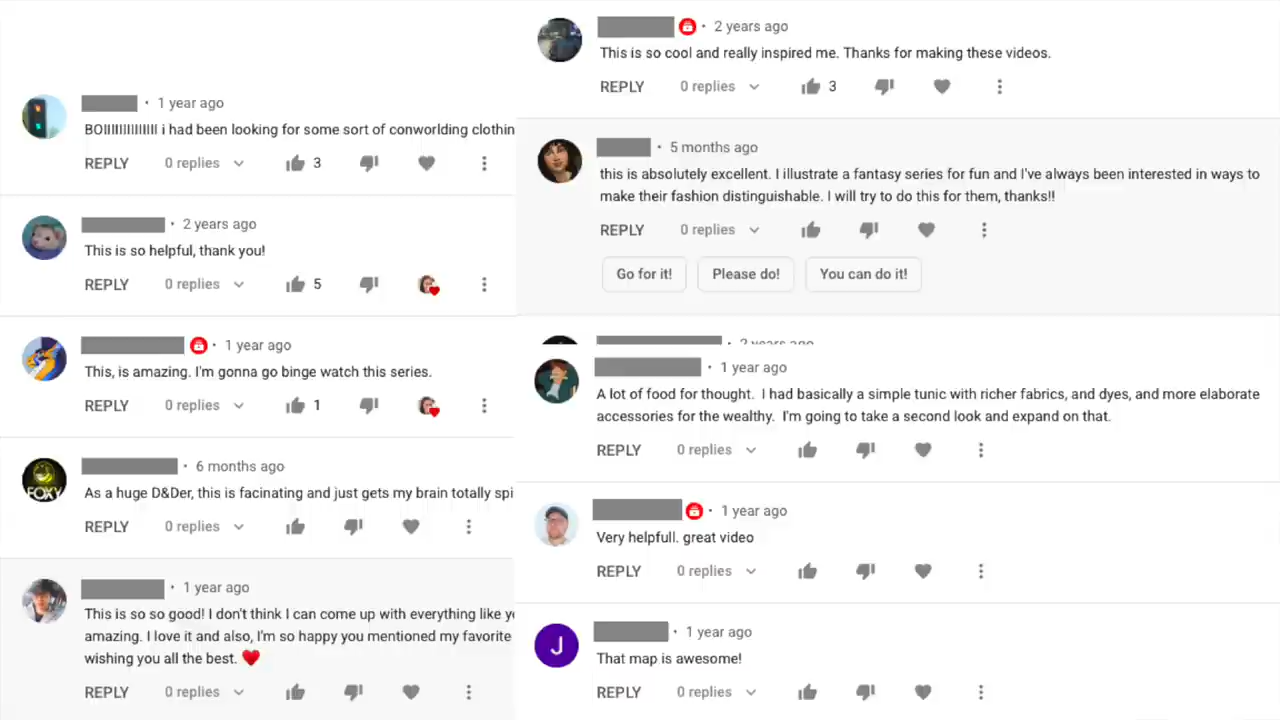 · 1 year ago
BOIIIIIIIIIIIIII i had been looking for some sort of conworlding clothin
REPLY 0 replies 3
· 2 years ago
This is so helpful, thank you!
REPLY 0 replies 5
· 1 year ago
This, is amazing. I'm gonna go binge watch this series.
REPLY 0 replies 1
· 6 months ago
FOXY
As a huge D&Der, this is facinating and just gets my brain totally spi
REPLY 0 replies
· 1 year ago
This is so so good! I don't think I can come up with everything like
amazing. I love it and also, I'm so happy you mentioned my favorite
wishing you all the best. ❤️
REPLY 0 replies
· 2 years ago
This is so cool and really inspired me. Thanks for making these videos.
REPLY 0 replies 3
· 5 months ago
this is absolutely excellent. I illustrate a fantasy series for fun and I've always been interested in ways to
make their fashion distinguishable. I will try to do this for them, thanks!!
REPLY 0 replies
Go for it! Please do! You can do it!
2 years ago
· 1 year ago
A lot of food for thought. I had basically a simple tunic with richer fabrics, and dyes, and more elaborate
accessories for the wealthy. I'm going to take a second look and expand on that.
REPLY 0 replies
· 1 year ago
Very helpfull. great video
REPLY 0 replies
· 1 year ago
J
That map is awesome!
REPLY 0 replies